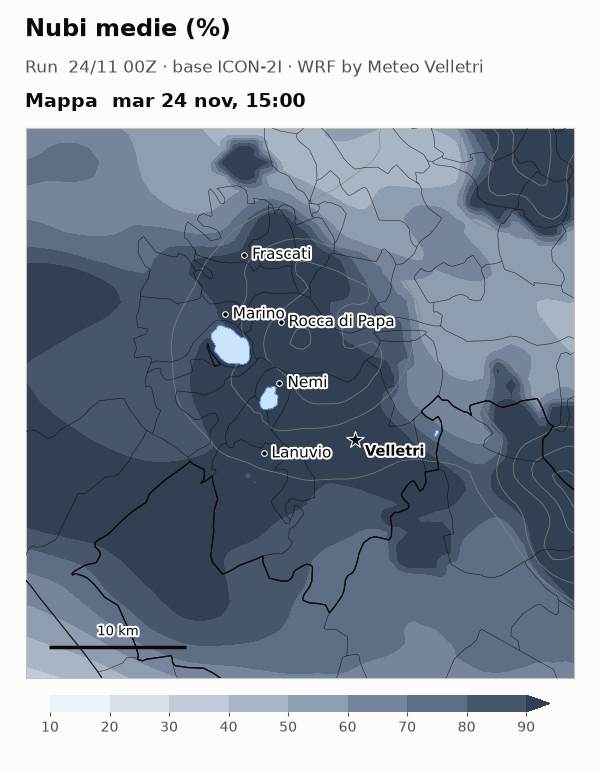 Nubi medie (%)
Run  24/11 00Z · base ICON-2I · WRF by Meteo Velletri
Mappa  mar 24 nov, 15:00
Frascati
Marino
Rocca di Papa
Nemi
Velletri
Lanuvio
10 km
10 20 30 40 50 60 70 80 90